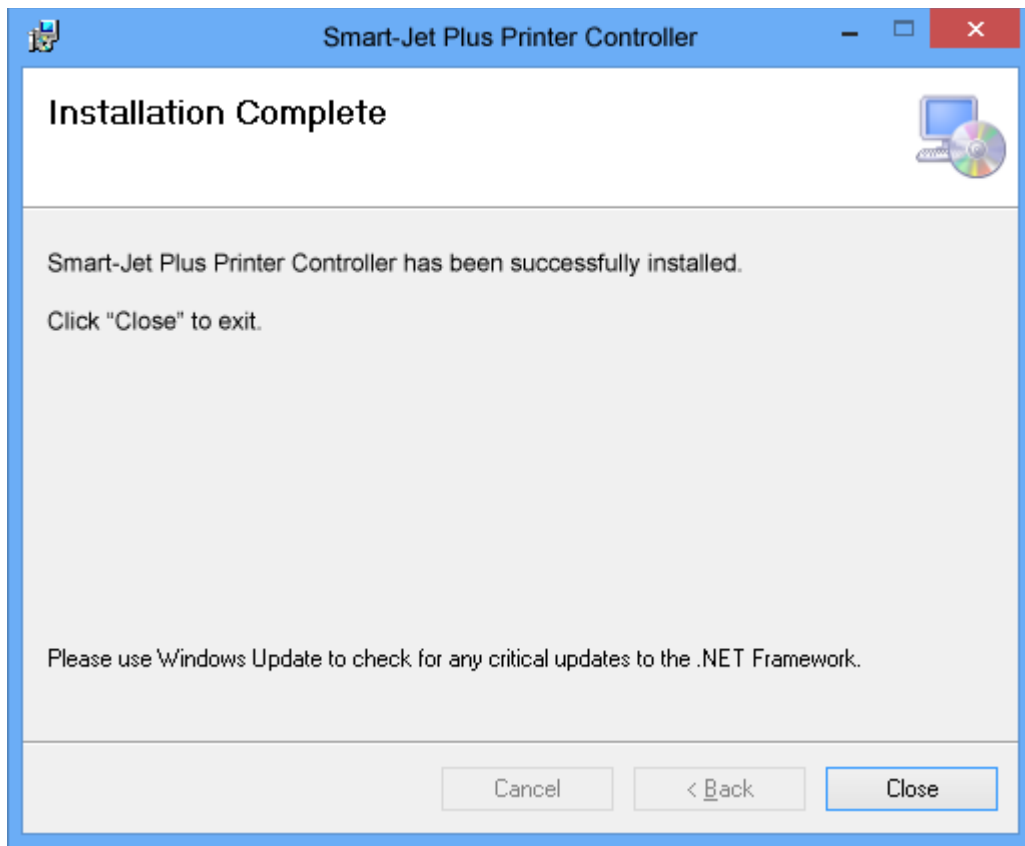 Smart-Jet Plus Printer Controller
Installation Complete
Smart-Jet Plus Printer Controller has been successfully installed.
Click “Close” to exit.
Please use Windows Update to check for any critical updates to the .NET Framework.
Cancel
< Back
Close